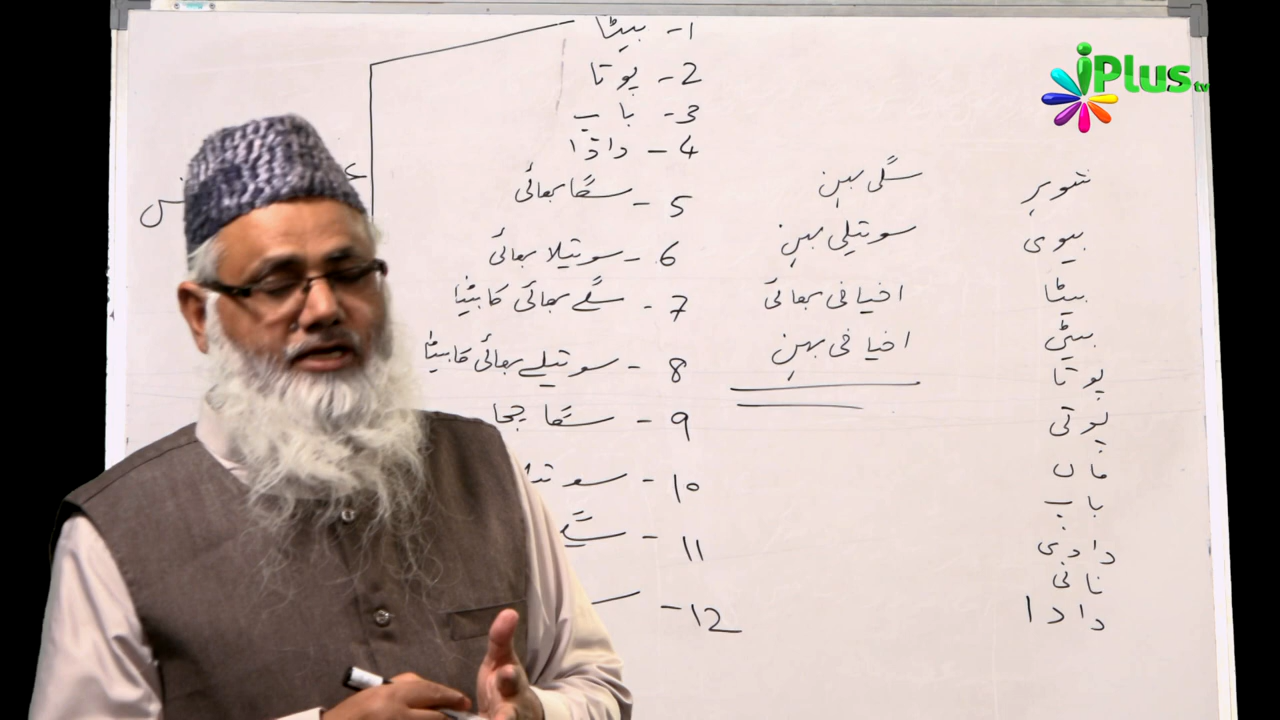 شوہر
بیوی
بیٹا
بیٹی
پوتا
پوتی
ماں
باپ
دادی
نانی
دادا
سگی بہن
سوتیلی بہن
اخیافی بھائی
اخیافی بہن
1- بیٹا
2- پوتا
3- باپ
4- دادا
5- سگا بھائی
6- سوتیلا بھائی
7- سگے بھائی کا بیٹا
8- سوتیلے بھائی کا بیٹا
9- سگا چچا
10-
11-
12-
iPlus tv